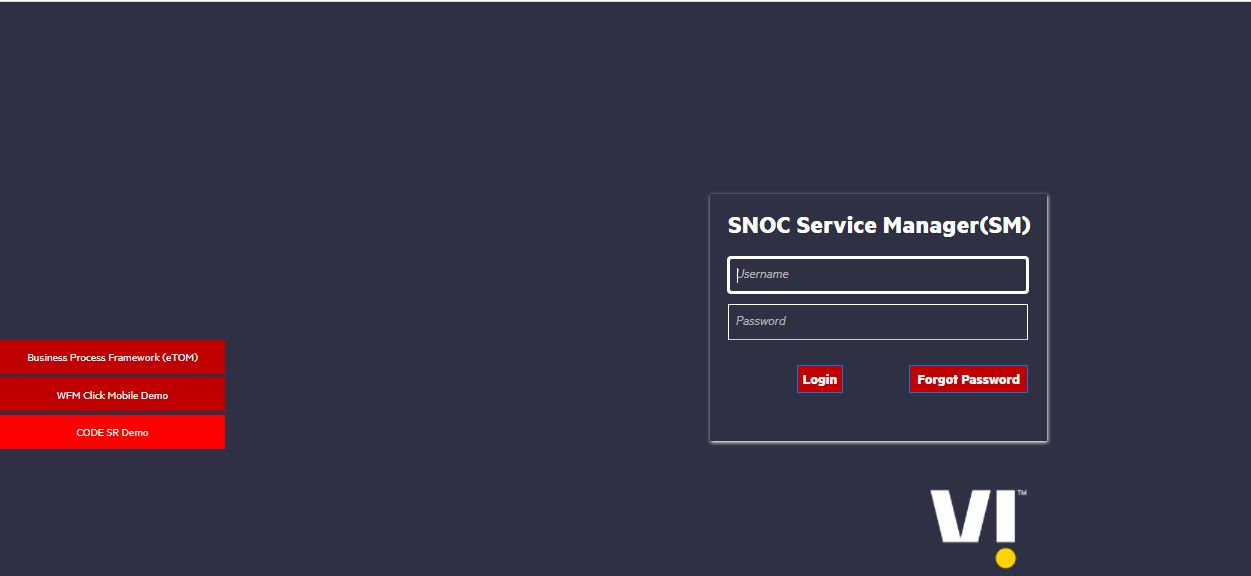 SNOC Service Manager(SM)
Username
Password
Login
Forgot Password
Business Process Framework (eTOM)
WFM Click Mobile Demo
CODE SR Demo
VI™